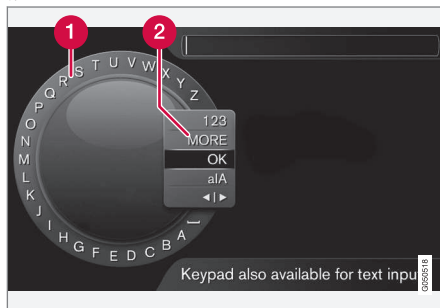 1
2
R S T U V W X Y Z
Q
P
O
N
M
L
K
J
I
H G F E D C B A
123
MORE
OK
a|A
◄|►
Keypad also available for text inpu
G050518